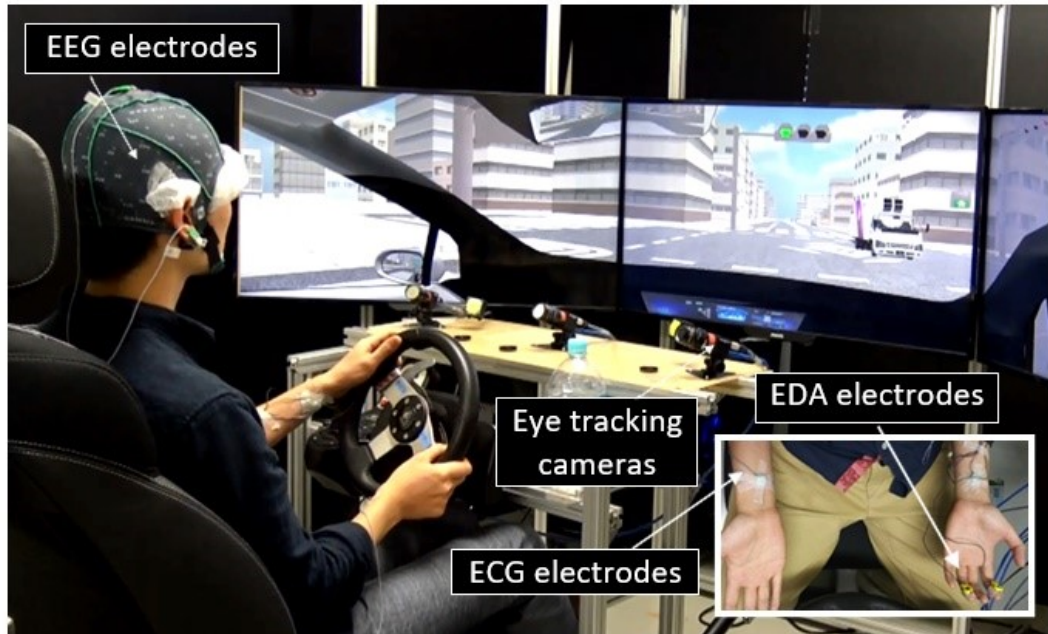 EEG electrodes
EDA electrodes
Eye tracking
cameras
ECG electrodes